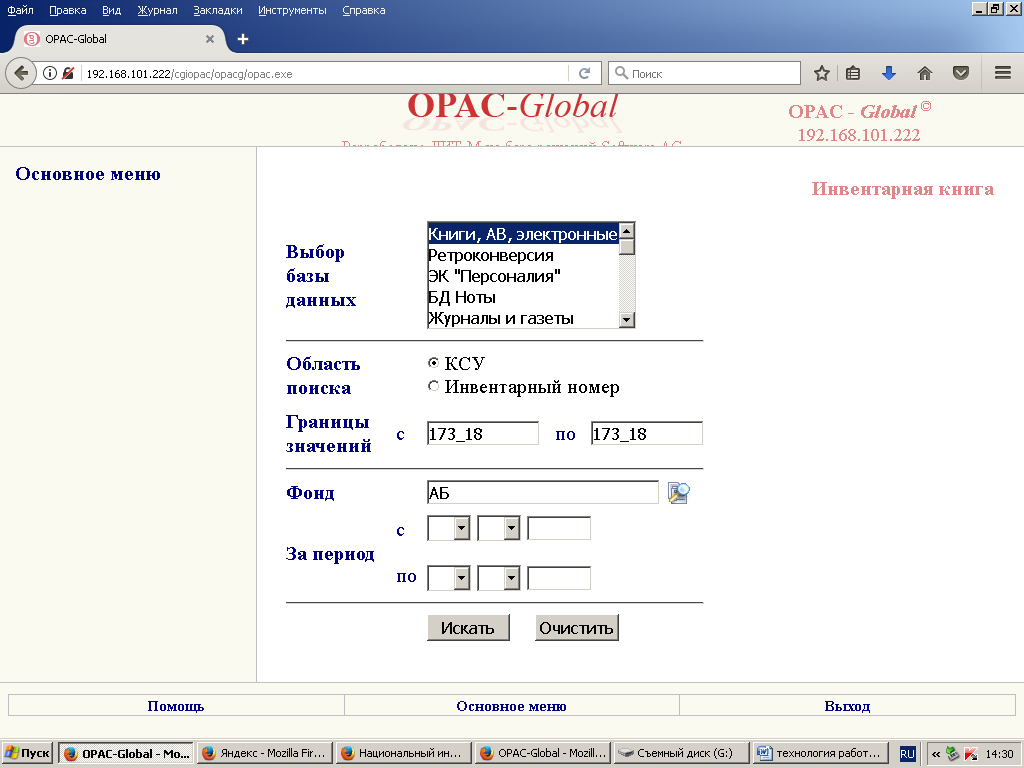 Файл Правка Вид Журнал Закладки Инструменты Справка
OPAC-Global
192.168.101.222/cgiopac/opacg/opac.exe
Поиск
OPAC-Global
OPAC - Global ©
192.168.101.222
Основное меню
Инвентарная книга
Выбор базы данных
Книги, АВ, электронные
Ретроконверсия
ЭК "Персоналия"
БД Ноты
Журналы и газеты
Область поиска
КСУ
Инвентарный номер
Границы значений с 173_18 по 173_18
Фонд АБ
За период
с
по
Искать Очистить
Помощь Основное меню Выход
Пуск OPAC-Global - Mo... Яндекс - Mozilla Fir... Национальный ин... OPAC-Global - Mozill... Съемный диск (G:) технология работ... RU « 14:30